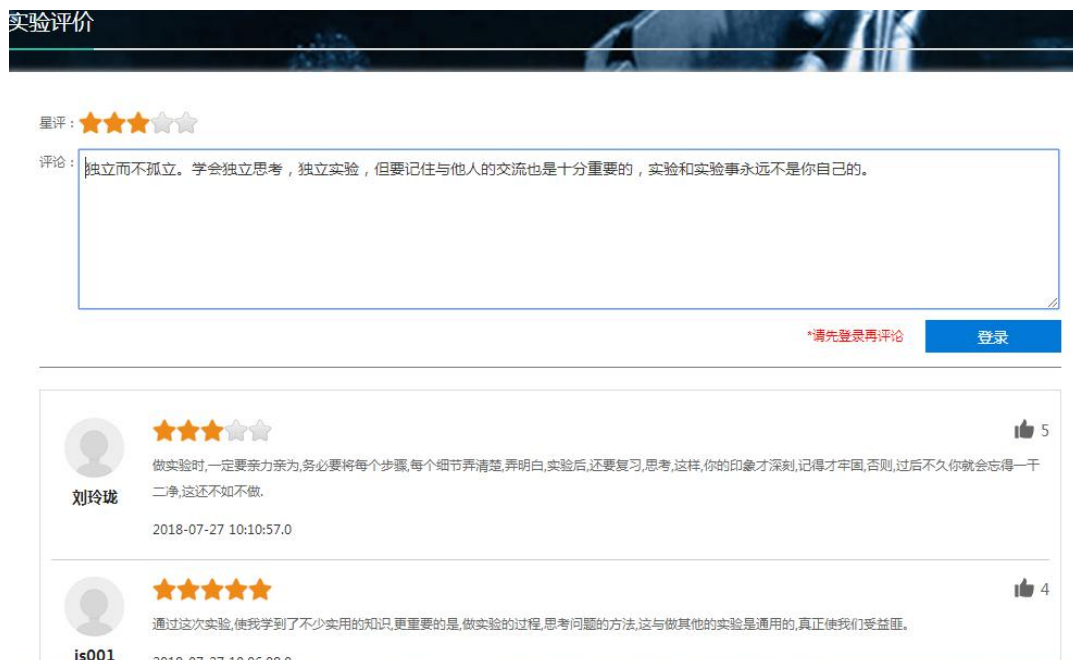 实验评价
星评：
评论：
独立而不孤立。学会独立思考，独立实验，但要记住与他人的交流也是十分重要的，实验和实验事永远不是你自己的。
*请先登录再评论
登录
5
做实验时,一定要亲力亲为,务必要将每个步骤,每个细节弄清楚,弄明白,实验后,还要复习,思考,这样,你的印象才深刻,记得才牢固,否则,过后不久你就会忘得一干
二净,这还不如不做.
刘玲珑
2018-07-27 10:10:57.0
4
通过这次实验,使我学到了不少实用的知识,更重要的是,做实验的过程,思考问题的方法,这与做其他的实验是通用的,真正使我们受益匪。
js001